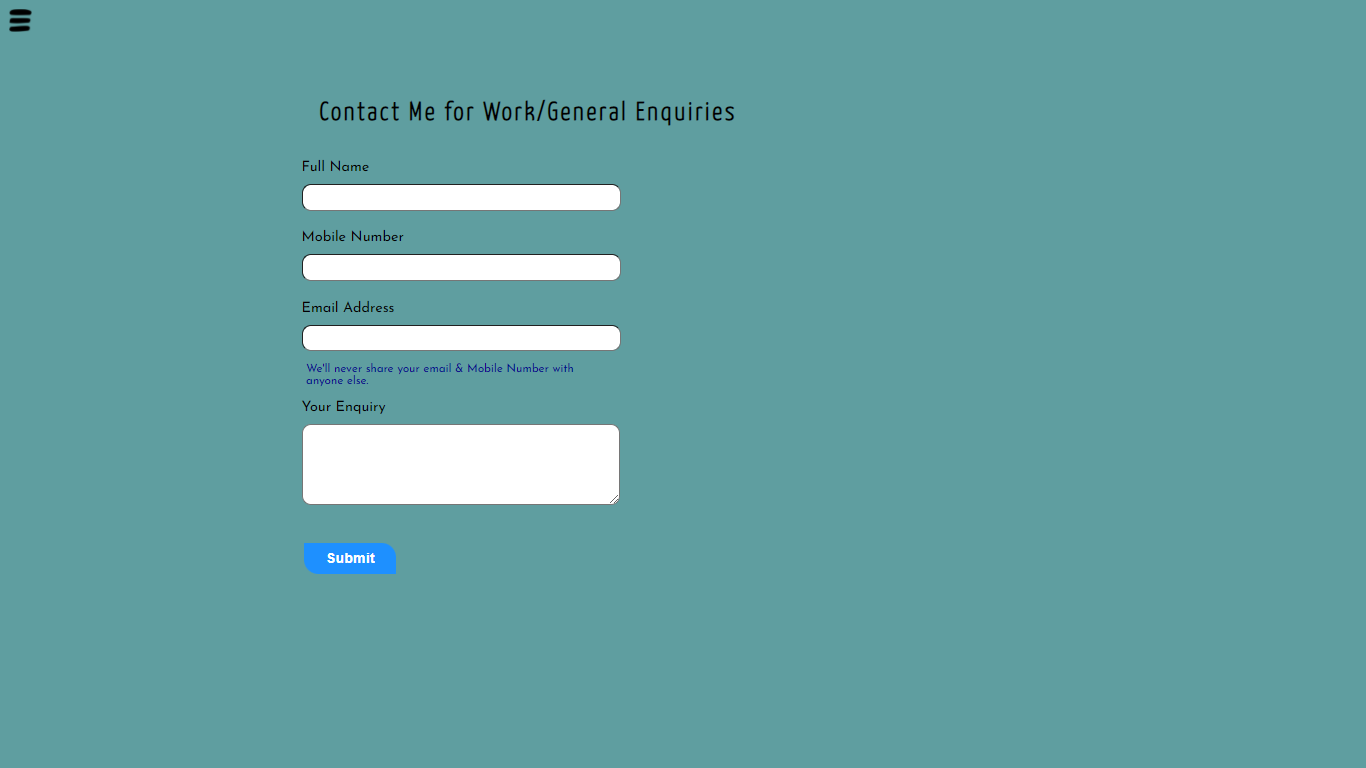 Contact Me for Work/General Enquiries
Full Name
Mobile Number
Email Address
We'll never share your email & Mobile Number with
anyone else.
Your Enquiry
Submit